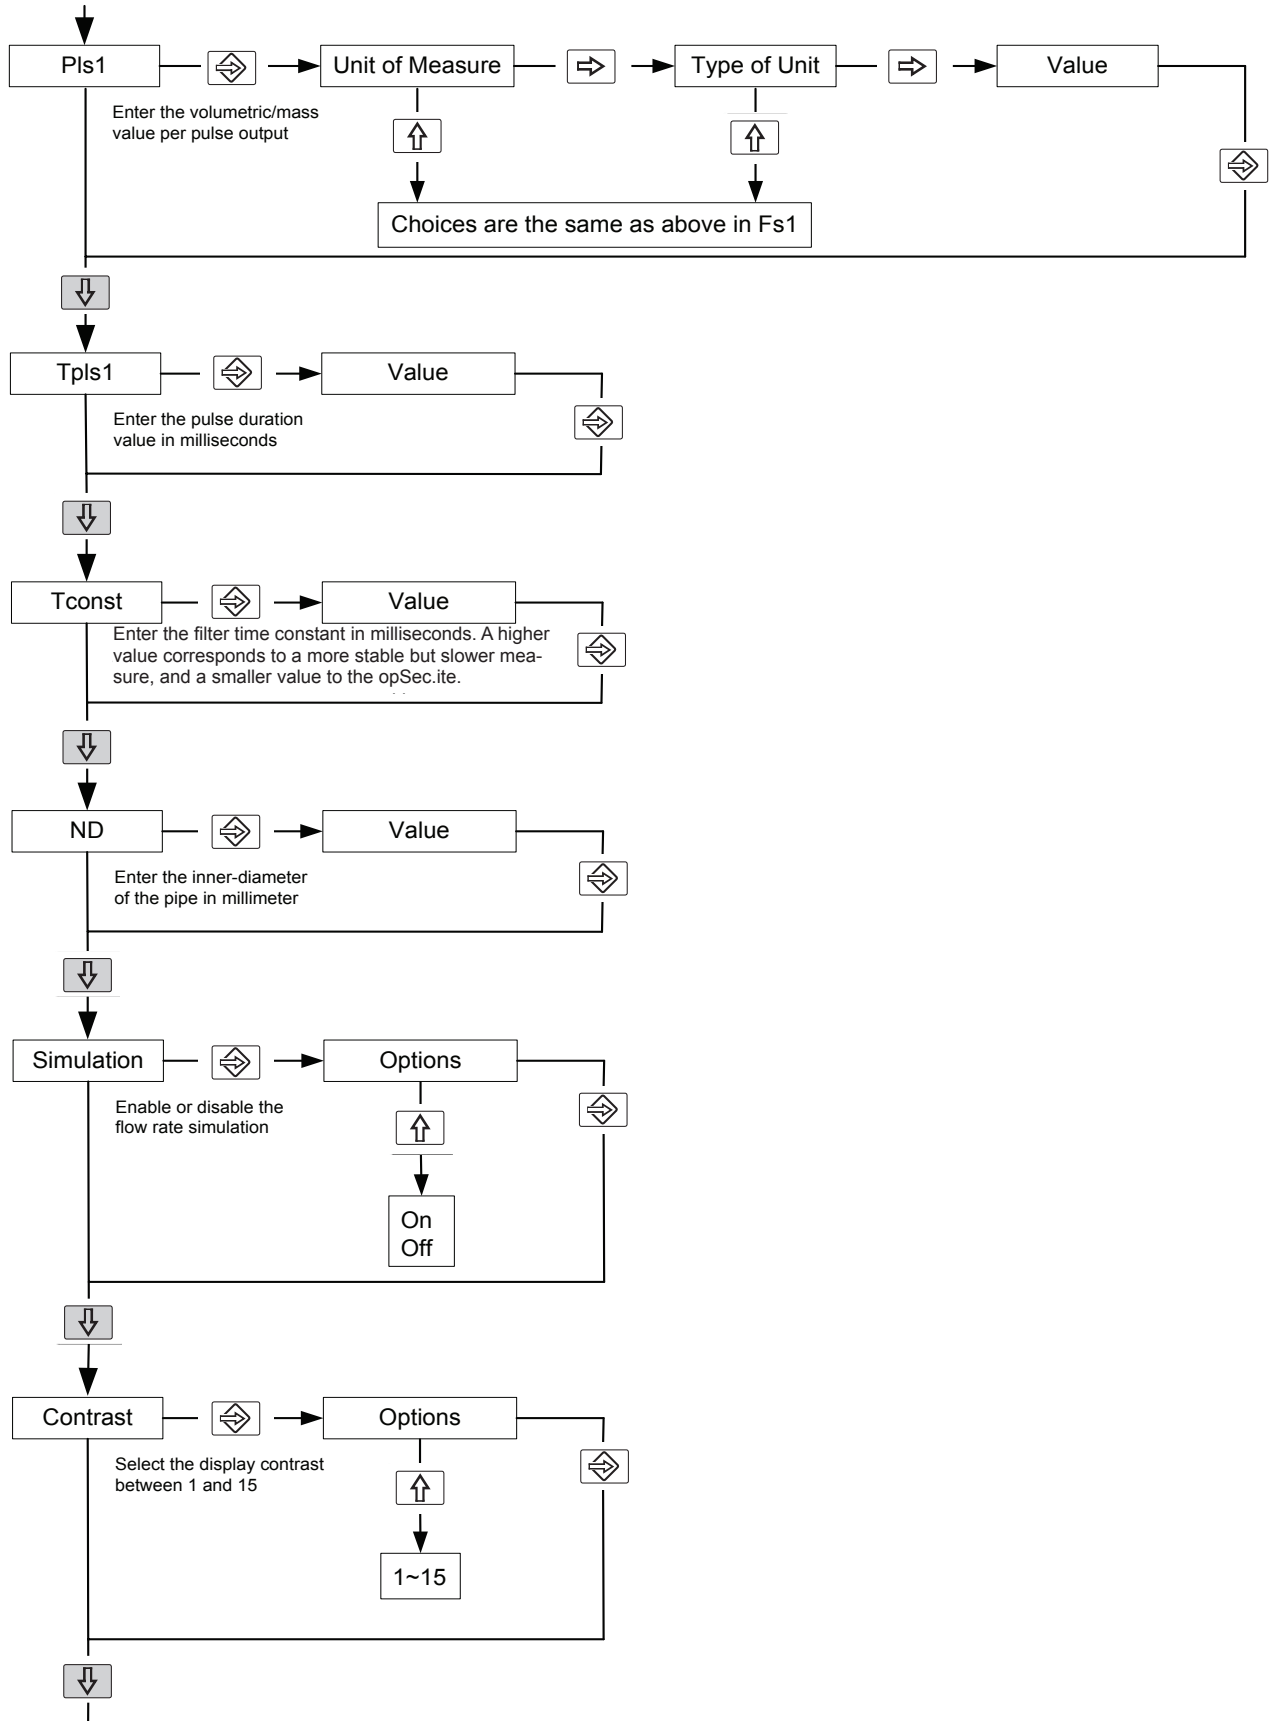 Pls1
Unit of Measure
Type of Unit
Value
Enter the volumetric/mass
value per pulse output
Choices are the same as above in Fs1
Tpls1
Value
Enter the pulse duration
value in milliseconds
Tconst
Value
Enter the filter time constant in milliseconds. A higher
value corresponds to a more stable but slower mea-
sure, and a smaller value to the opSec.ite.
ND
Value
Enter the inner-diameter
of the pipe in millimeter
Simulation
Options
Enable or disable the
flow rate simulation
On
Off
Contrast
Options
Select the display contrast
between 1 and 15
1~15